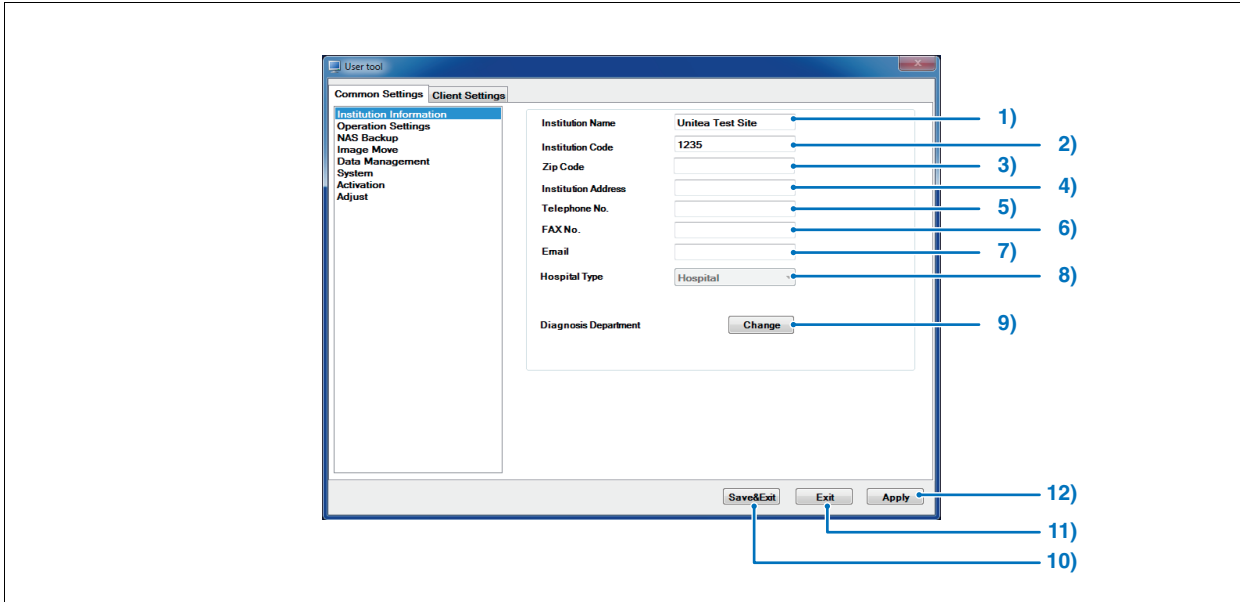 User tool
Common Settings Client Settings
Institution Information
Operation Settings
NAS Backup
Image Move
Data Management
System
Activation
Adjust
Institution Name Unitea Test Site 1)
Institution Code 1235 2)
Zip Code 3)
Institution Address 4)
Telephone No. 5)
FAX No. 6)
Email 7)
Hospital Type Hospital 8)
Diagnosis Department Change 9)
Save&Exit Exit Apply 12)
11)
10)